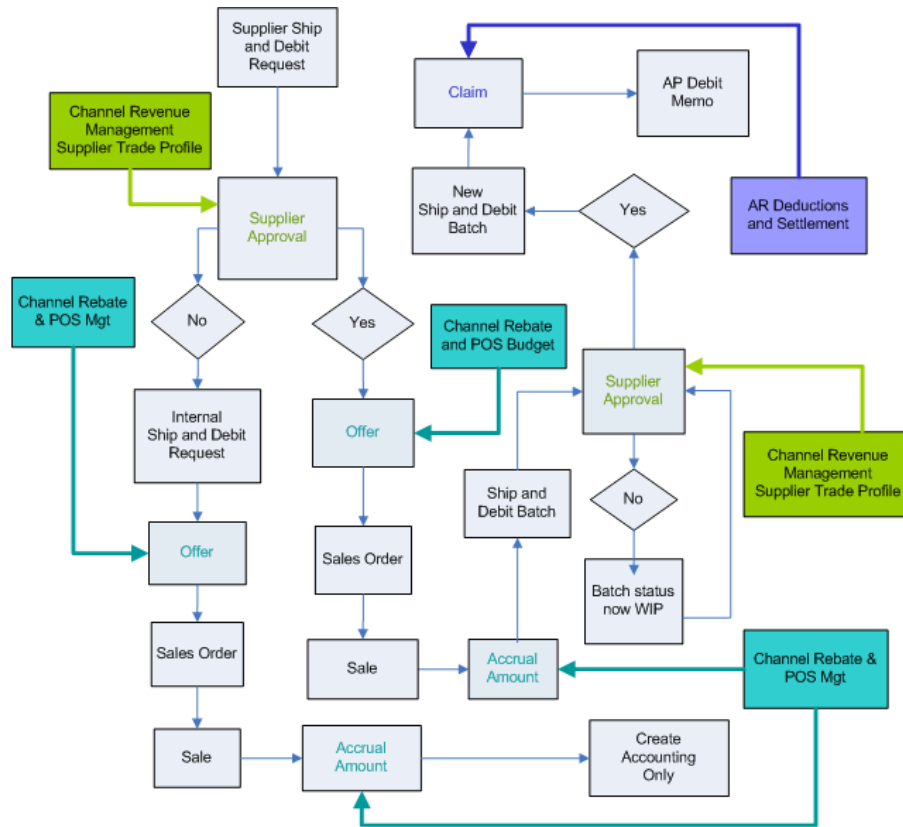 Supplier Ship
and Debit
Request
Claim
AP Debit
Memo
Channel Revenue
Management
Supplier Trade Profile
New
Ship and Debit
Batch
Yes
AR Deductions
and Settlement
Supplier
Approval
Channel Rebate
& POS Mgt
No
Yes
Channel Rebate
and POS Budget
Supplier
Approval
Internal
Ship and Debit
Request
Offer
Channel Revenue
Management
Supplier Trade Profile
Ship and
Debit Batch
No
Offer
Sales Order
Batch status
now WIP
Sales Order
Sale
Accrual
Amount
Channel Rebate &
POS Mgt
Sale
Accrual
Amount
Create
Accounting
Only